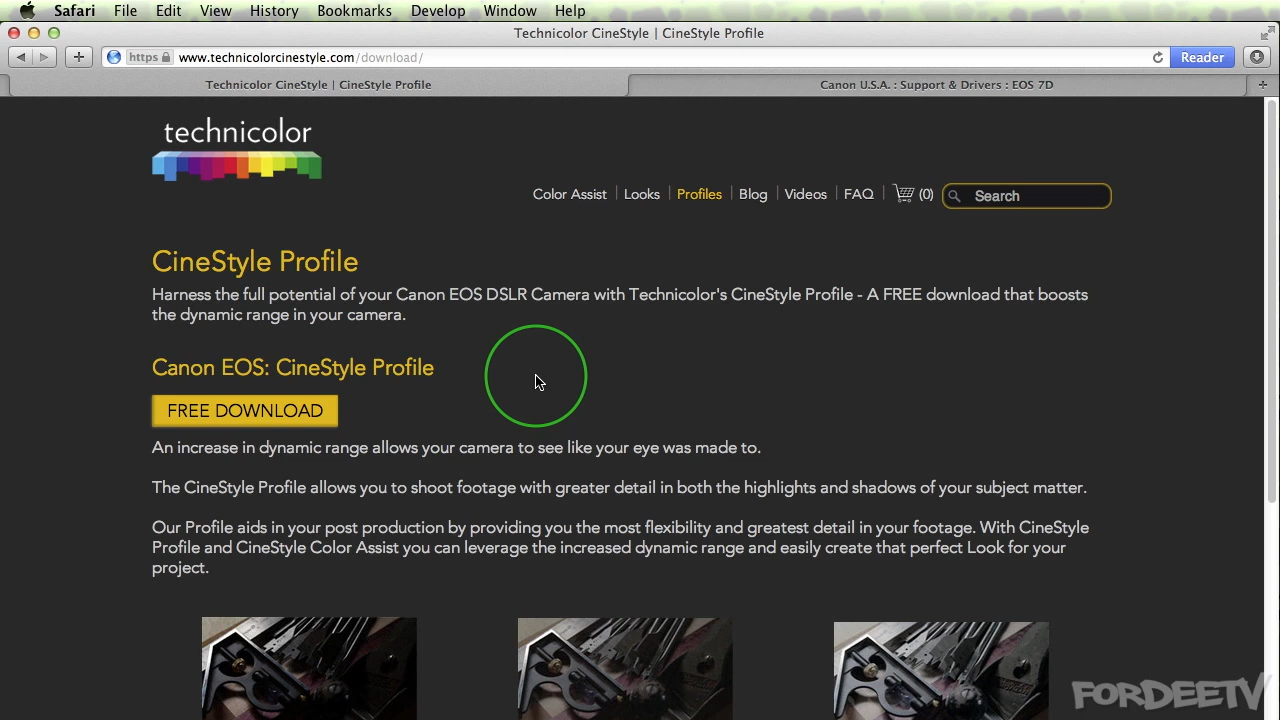 Safari File Edit View History Bookmarks Develop Window Help
Technicolor CineStyle | CineStyle Profile
https www.technicolorcinestyle.com/download/ Reader
Technicolor CineStyle | CineStyle Profile Canon U.S.A. : Support & Drivers : EOS 7D
technicolor
Color Assist Looks Profiles Blog Videos FAQ (0) Search
CineStyle Profile
Harness the full potential of your Canon EOS DSLR Camera with Technicolor's CineStyle Profile - A FREE download that boosts
the dynamic range in your camera.
Canon EOS: CineStyle Profile
FREE DOWNLOAD
An increase in dynamic range allows your camera to see like your eye was made to.
The CineStyle Profile allows you to shoot footage with greater detail in both the highlights and shadows of your subject matter.
Our Profile aids in your post production by providing you the most flexibility and greatest detail in your footage. With CineStyle
Profile and CineStyle Color Assist you can leverage the increased dynamic range and easily create that perfect Look for your
project.
FORDEETV